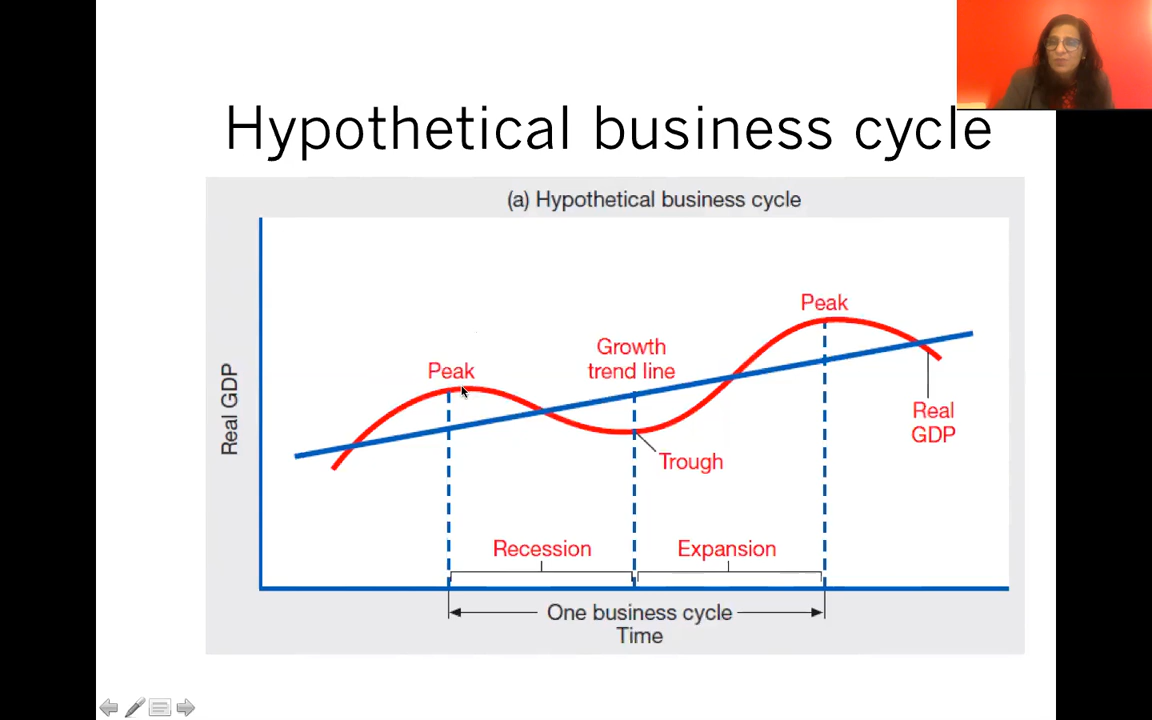 Hypothetical business cycle
(a) Hypothetical business cycle
Peak
Growth
trend line
Peak
Real GDP
Real
GDP
Trough
Recession
Expansion
One business cycle
Time